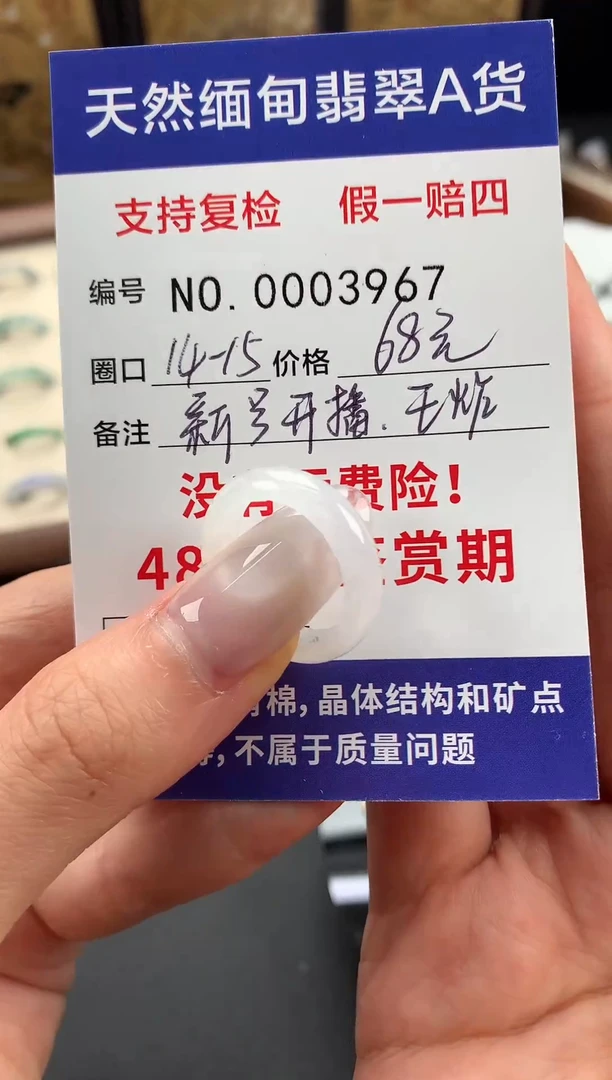 天然缅甸翡翠A货
支持复检 假一赔四
编号 NO.0003967
圈口 14-15 价格 68元
备注 新号开播.王炸
没 费险!
48 赏期
棉,晶体结构和矿点
,不属于质量问题